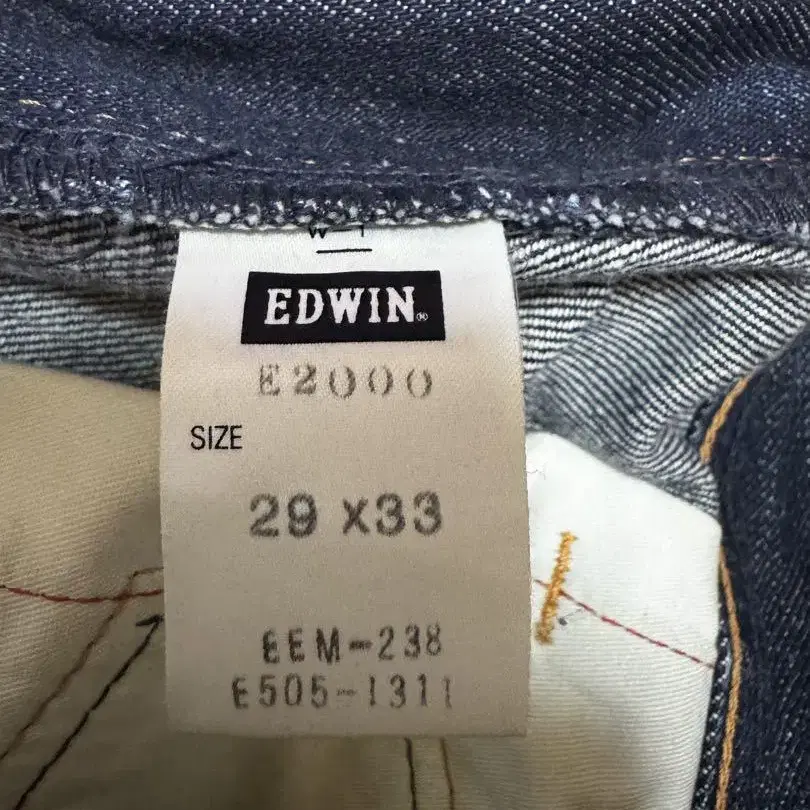 EDWIN®
E2000
SIZE
29 X33
EEM-238
E505-1311